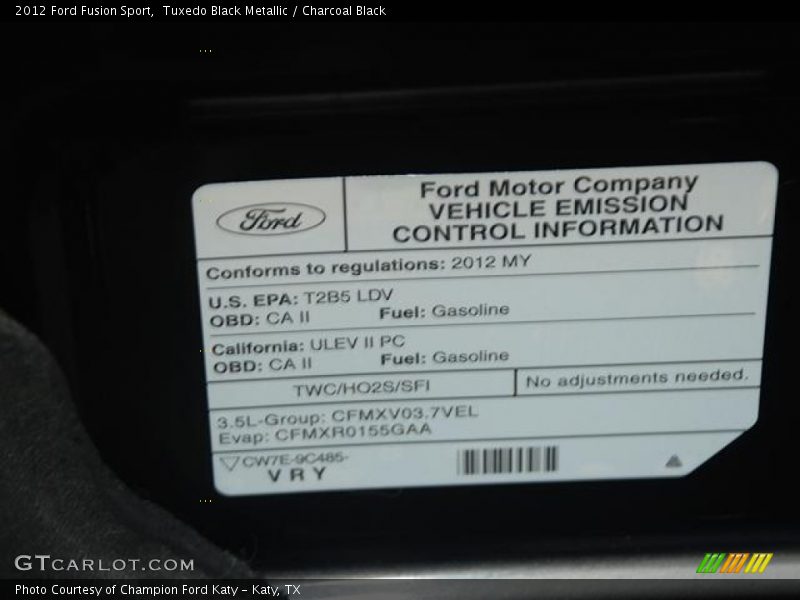 2012 Ford Fusion Sport, Tuxedo Black Metallic / Charcoal Black
Ford
Ford Motor Company
VEHICLE EMISSION
CONTROL INFORMATION
Conforms to regulations: 2012 MY
U.S. EPA: T2B5 LDV
OBD: CA II Fuel: Gasoline
California: ULEV II PC
OBD: CA II Fuel: Gasoline
TWC/HO2S/SFI No adjustments needed.
3.5L-Group: CFMXV03.7VEL
Evap: CFMXR0155GAA
CW7E-9C485-
VRY
GTCARLOT.COM
Photo Courtesy of Champion Ford Katy - Katy, TX